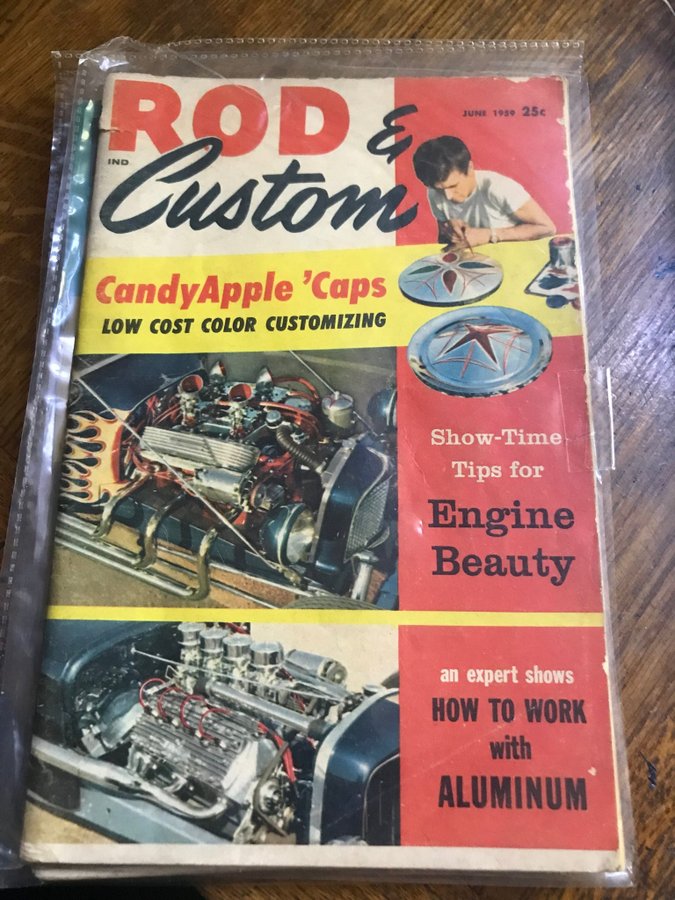 ROD &
IND
Custom
JUNE 1959 25¢
CandyApple 'Caps
LOW COST COLOR CUSTOMIZING
Show-Time
Tips for
Engine
Beauty
an expert shows
HOW TO WORK
with
ALUMINUM